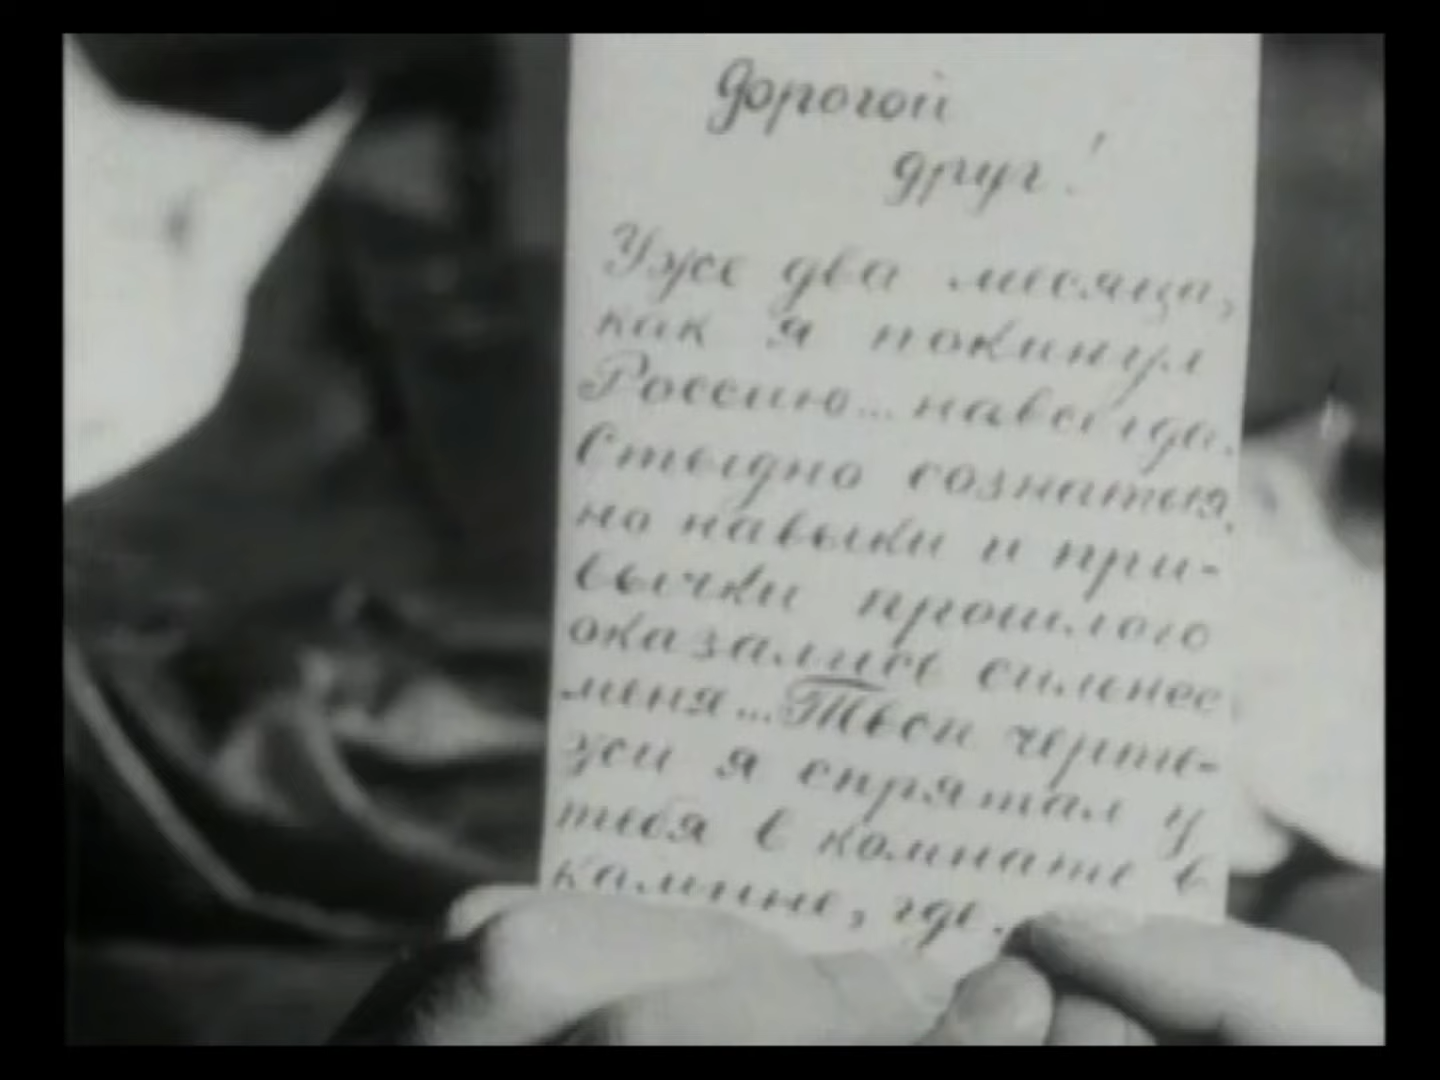 Дорогой
друг!
Уже два месяца,
как я покинул
Россию... навсегда.
Стыдно сознаться,
но навыки и при-
вычки прошлого
оказались сильнее
меня... Твои черте-
жи я спрятал у
тебя в комнате в
камине, где.